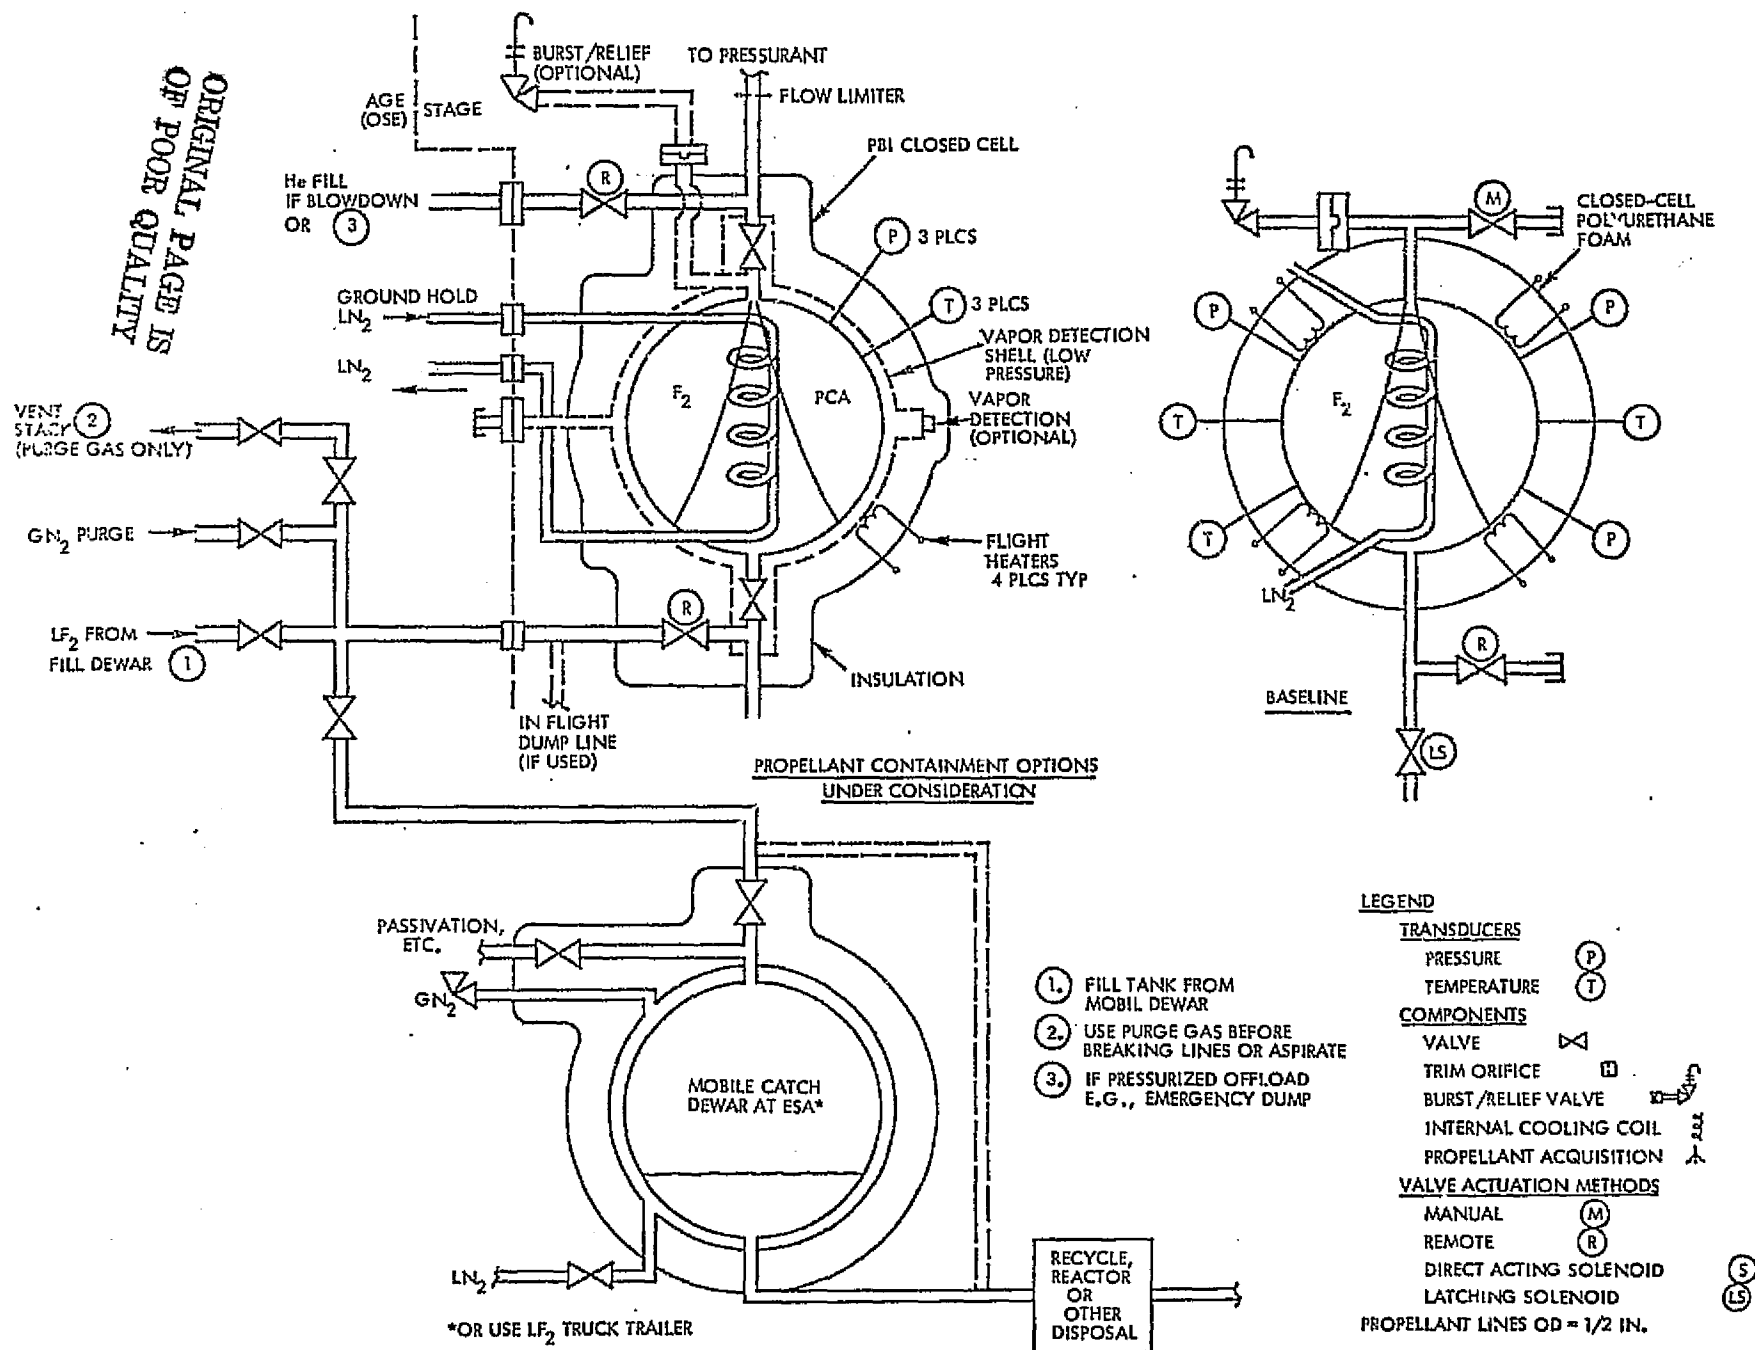 ORIGINAL PAGE IS
OF POOR QUALITY
BURST/RELIEF
(OPTIONAL)
TO PRESSURANT
AGE
(OSE)
STAGE
FLOW LIMITER
PBI CLOSED CELL
He FILL
IF BLOWDOWN
OR 3
R
P 3 PLCS
GROUND HOLD
LN2
T 3 PLCS
VAPOR DETECTION
SHELL (LOW
PRESSURE)
LN2
F2
PCA
VAPOR
DETECTION
(OPTIONAL)
VENT
STACK 2
(PURGE GAS ONLY)
GN2 PURGE
FLIGHT
HEATERS
4 PLCS TYP
R
LF2 FROM
FILL DEWAR 1
INSULATION
IN FLIGHT
DUMP LINE
(IF USED)
PROPELLANT CONTAINMENT OPTIONS
UNDER CONSIDERATION
M
CLOSED-CELL
POLYURETHANE
FOAM
P
P
F2
T
T
T
P
LN2
R
BASELINE
LS
PASSIVATION,
ETC.
GN2
MOBILE CATCH
DEWAR AT ESA*
LN2
*OR USE LF2 TRUCK TRAILER
RECYCLE,
REACTOR
OR
OTHER
DISPOSAL
1. FILL TANK FROM
MOBIL DEWAR
2. USE PURGE GAS BEFORE
BREAKING LINES OR ASPIRATE
3. IF PRESSURIZED OFFLOAD
E.G., EMERGENCY DUMP
LEGEND
TRANSDUCERS
PRESSURE P
TEMPERATURE T
COMPONENTS
VALVE
TRIM ORIFICE
BURST/RELIEF VALVE
INTERNAL COOLING COIL
PROPELLANT ACQUISITION
VALVE ACTUATION METHODS
MANUAL M
REMOTE R
DIRECT ACTING SOLENOID S
LATCHING SOLENOID LS
PROPELLANT LINES OD = 1/2 IN.